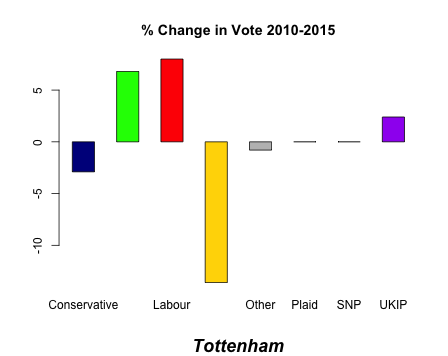 % Change in Vote 2010-2015
5
0
-5
-10
Conservative Labour Other Plaid SNP UKIP
Tottenham